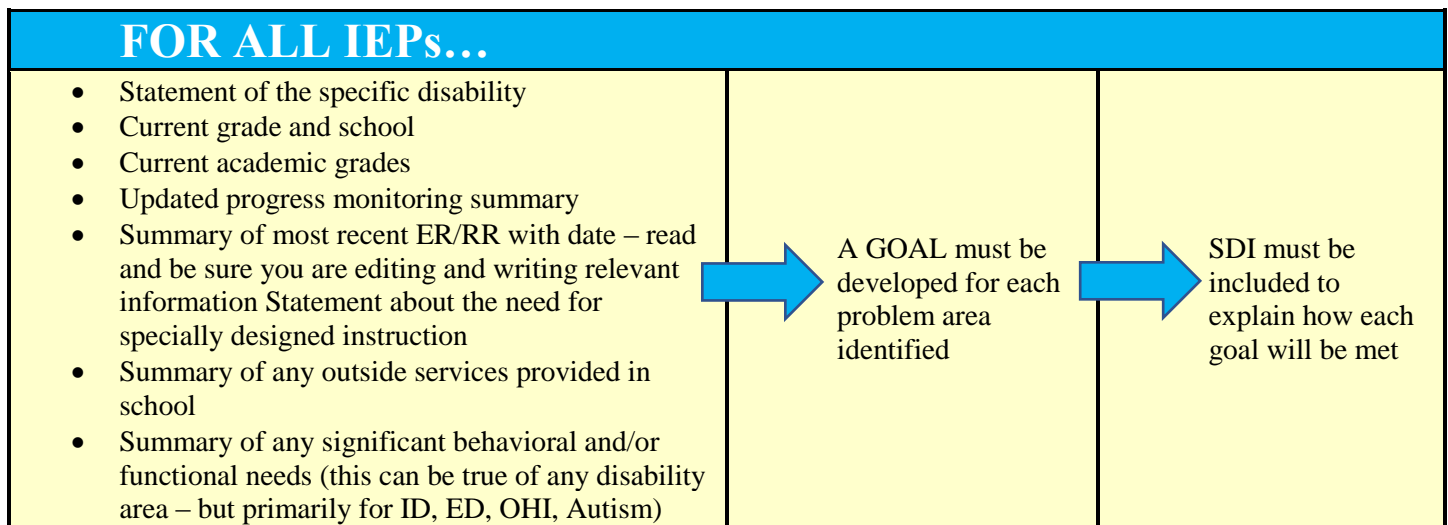 FOR ALL IEPs…
• Statement of the specific disability
• Current grade and school
• Current academic grades
• Updated progress monitoring summary
• Summary of most recent ER/RR with date – read
and be sure you are editing and writing relevant
information Statement about the need for
specially designed instruction
• Summary of any outside services provided in
school
• Summary of any significant behavioral and/or
functional needs (this can be true of any disability
area – but primarily for ID, ED, OHI, Autism)
A GOAL must be
developed for each
problem area
identified
SDI must be
included to
explain how each
goal will be met